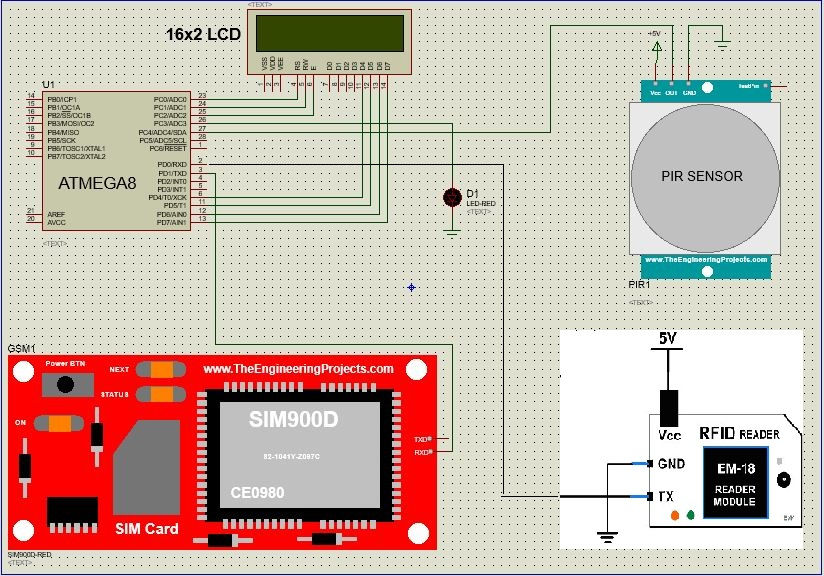 <TEXT>
16x2 LCD
VSS
VDD
VEE
RS
RW
E
D0
D1
D2
D3
D4
D5
D6
D7
1
2
3
4
5
6
7
8
9
10
11
12
13
14
U1
14
15
16
17
18
19
9
10
21
20
PB0/ICP1
PB1/OC1A
PB2/SS/OC1B
PB3/MOSI/OC2
PB4/MISO
PB5/SCK
PB6/TOSC1/XTAL1
PB7/TOSC2/XTAL2
AREF
AVCC
PC0/ADC0
PC1/ADC1
PC2/ADC2
PC3/ADC3
PC4/ADC4/SDA
PC5/ADC5/SCL
PC6/RESET
PD0/RXD
PD1/TXD
PD2/INT0
PD3/INT1
PD4/T0/XCK
PD5/T1
PD6/AIN0
PD7/AIN1
23
24
25
26
27
28
1
2
3
4
5
6
11
12
13
ATMEGA8
<TEXT>
D1
LED-RED
<TEXT>
+5V
Vcc OUT GND
TestPin
PIR SENSOR
www.TheEngineeringProjects.com
PIR1
<TEXT>
GSM1
Power BTN
NEXT
STATUS
ON
www.TheEngineeringProjects.com
SIM900D
CE0980
TXD
RXD
SIM Card
SIM900D-RED
<TEXT>
5V
Vcc
RFID READER
GND
TX
EM-18
READER
MODULE
5V